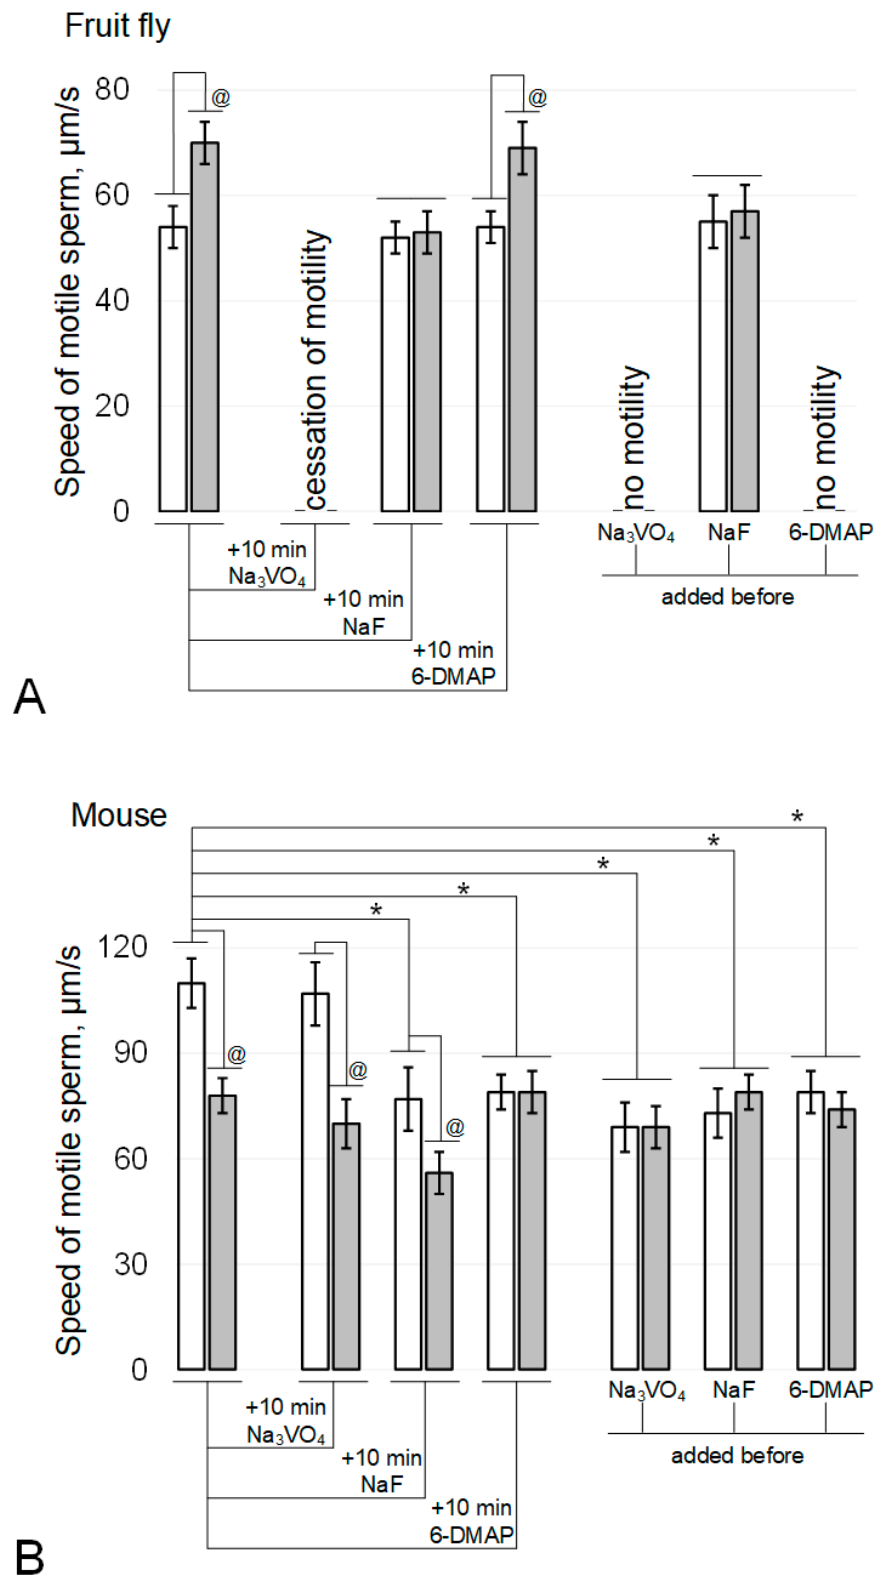 Fruit fly
Speed of motile sperm, µm/s
80
60
40
20
0
@
@
cessation of motility
no motility
no motility
Na₃VO₄
NaF
6-DMAP
added before
+10 min
Na₃VO₄
+10 min
NaF
+10 min
6-DMAP
A
Mouse
Speed of motile sperm, µm/s
120
90
60
30
0
*
*
*
*
*
@
@
@
Na₃VO₄
NaF
6-DMAP
added before
+10 min
Na₃VO₄
+10 min
NaF
+10 min
6-DMAP
B